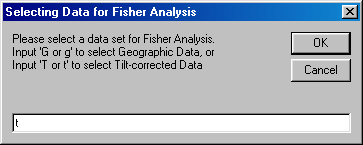 Selecting Data for Fisher Analysis
Please select a data set for Fisher Analysis.
Input 'G or g' to select Geographic Data, or
Input 'T or t' to select Tilt-corrected Data
OK
Cancel
t